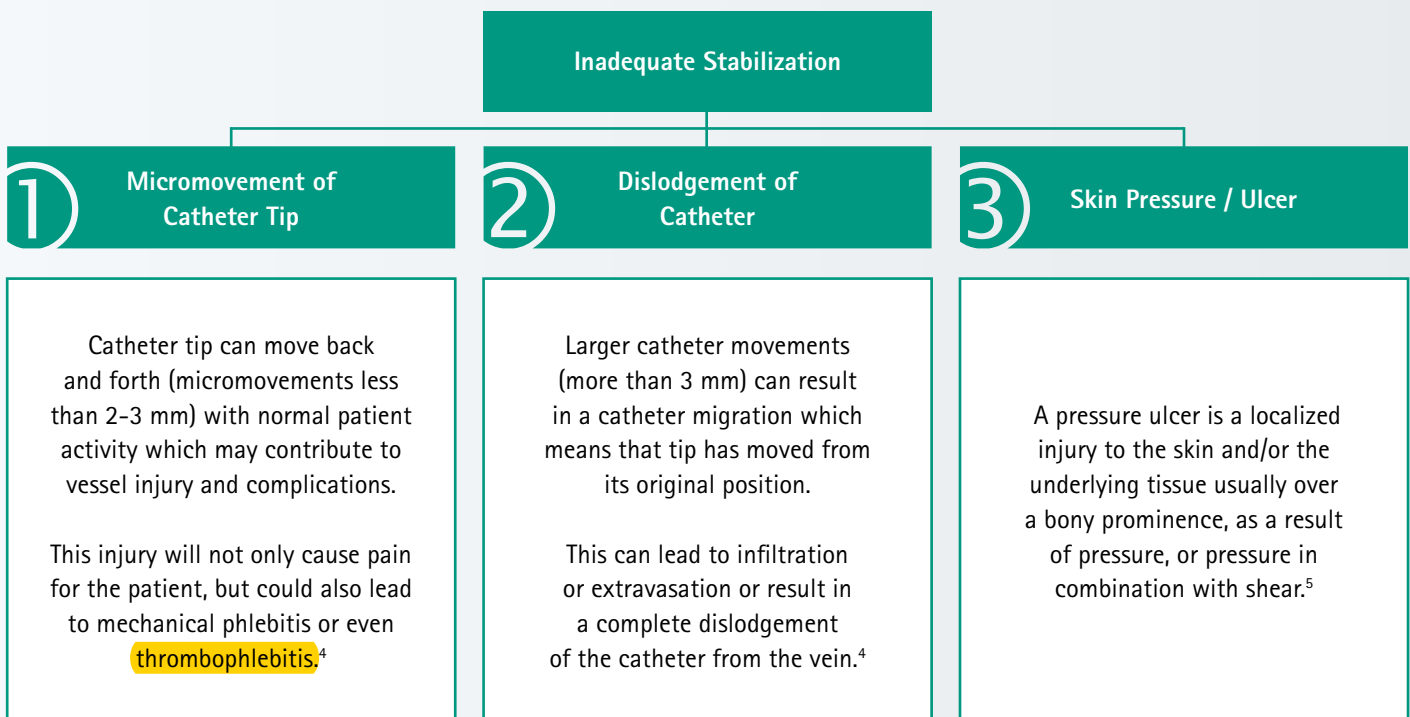 Inadequate Stabilization
1
Micromovement of
Catheter Tip
Catheter tip can move back
and forth (micromovements less
than 2-3 mm) with normal patient
activity which may contribute to
vessel injury and complications.
This injury will not only cause pain
for the patient, but could also lead
to mechanical phlebitis or even
thrombophlebitis.⁴
2
Dislodgement of
Catheter
Larger catheter movements
(more than 3 mm) can result
in a catheter migration which
means that tip has moved from
its original position.
This can lead to infiltration
or extravasation or result in
a complete dislodgement
of the catheter from the vein.⁴
3
Skin Pressure / Ulcer
A pressure ulcer is a localized
injury to the skin and/or the
underlying tissue usually over
a bony prominence, as a result
of pressure, or pressure in
combination with shear.⁵